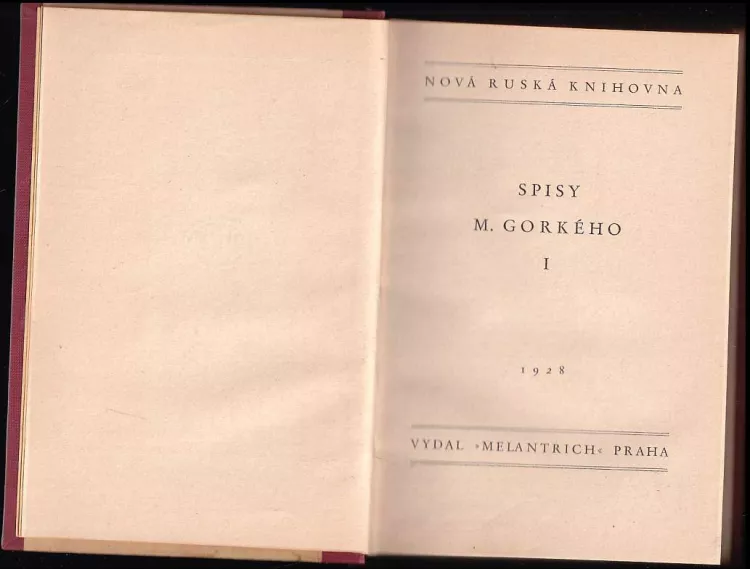 NOVÁ RUSKÁ KNIHOVNA
SPISY
M. GORKÉHO
I
1928
VYDAL »MELANTRICH« PRAHA